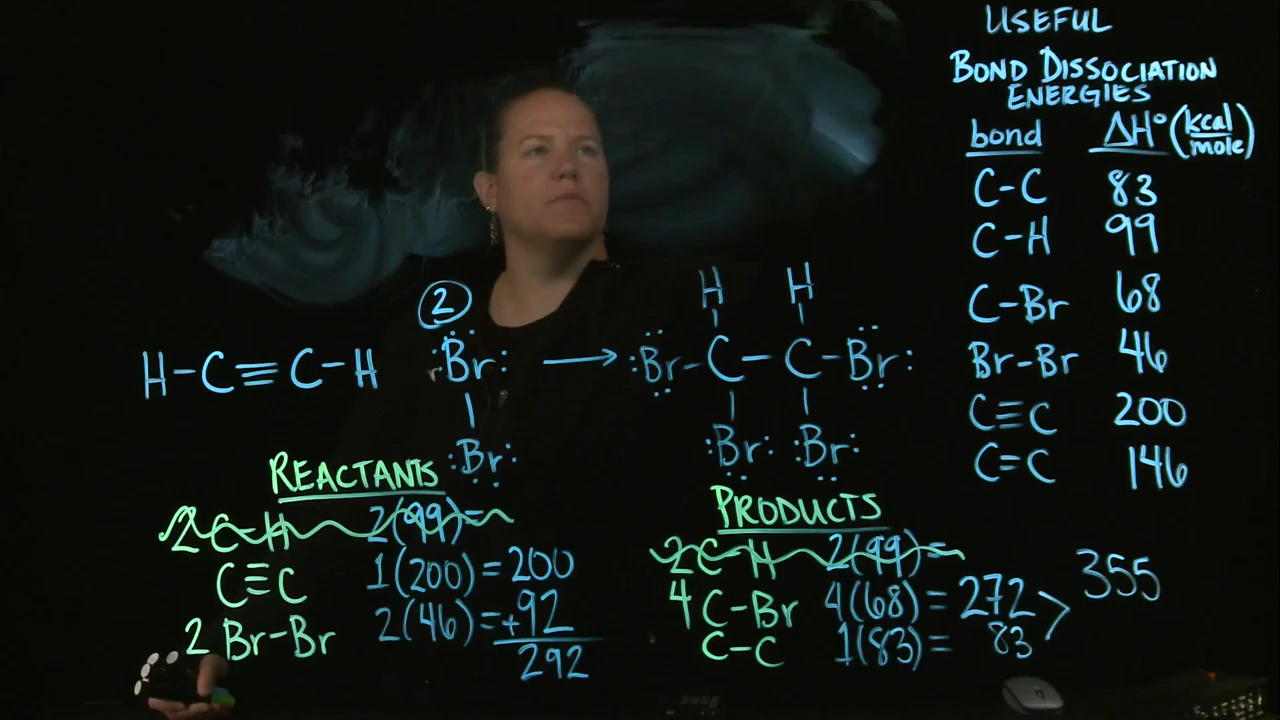 USEFUL
BOND DISSOCIATION
ENERGIES
bond ΔH° (kcal/mole)
C-C 83
C-H 99
C-Br 68
Br-Br 46
C≡C 200
C=C 146
H H
②
H-C≡C-H :Br: → :Br-C-C-Br:
:Br: :Br: :Br:
REACTANTS
2 C-H 2(99)=
C≡C 1(200)=200
2 Br-Br 2(46)=+92
292
PRODUCTS
2 C-H 2(99)=
4 C-Br 4(68)=272
C-C 1(83)= 83
> 355